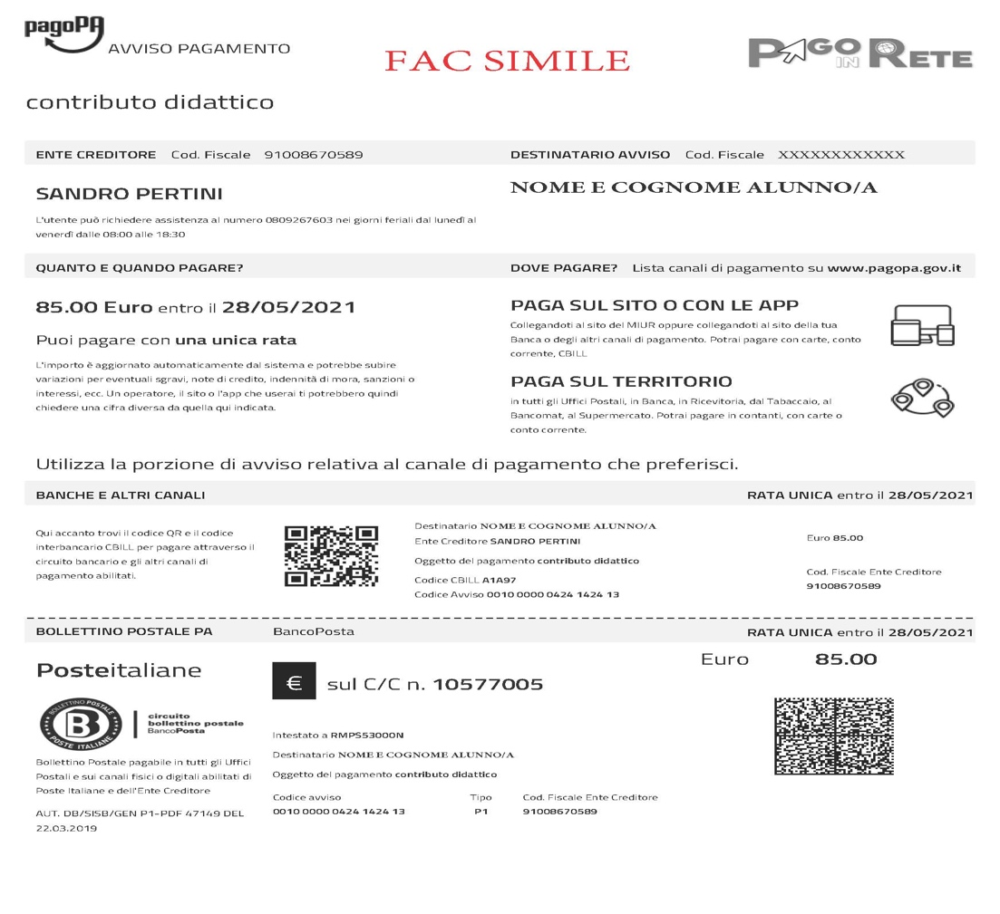 pagoPA
AVVISO PAGAMENTO
FAC SIMILE
PAGO IN RETE
contributo didattico
ENTE CREDITORE Cod. Fiscale 91008670589
DESTINATARIO AVVISO Cod. Fiscale XXXXXXXXXXXX
SANDRO PERTINI
NOME E COGNOME ALUNNO/A
L'utente può richiedere assistenza al numero 0809267603 nei giorni feriali dal lunedì al
venerdì dalle 08:00 alle 18:30
QUANTO E QUANDO PAGARE?
DOVE PAGARE? Lista canali di pagamento su www.pagopa.gov.it
85.00 Euro entro il 28/05/2021
Puoi pagare con una unica rata
L'importo è aggiornato automaticamente dal sistema e potrebbe subire
variazioni per eventuali sgravi, note di credito, indennità di mora, sanzioni o
interessi, ecc. Un operatore, il sito o l'app che userai ti potrebbero quindi
chiedere una cifra diversa da quella qui indicata.
PAGA SUL SITO O CON LE APP
Collegandoti al sito del MIUR oppure collegandoti al sito della tua
Banca o degli altri canali di pagamento. Potrai pagare con carte, conto
corrente, CBILL
PAGA SUL TERRITORIO
in tutti gli Uffici Postali, in Banca, in Ricevitoria, dal Tabaccaio, al
Bancomat, al Supermercato. Potrai pagare in contanti, con carte o
conto corrente.
Utilizza la porzione di avviso relativa al canale di pagamento che preferisci.
BANCHE E ALTRI CANALI
RATA UNICA entro il 28/05/2021
Qui accanto trovi il codice QR e il codice
interbancario CBILL per pagare attraverso il
circuito bancario e gli altri canali di
pagamento abilitati.
Destinatario NOME E COGNOME ALUNNO/A
Ente Creditore SANDRO PERTINI
Oggetto del pagamento contributo didattico
Codice CBILL A1A97
Codice Avviso 0010 0000 0424 1424 13
Euro 85.00
Cod. Fiscale Ente Creditore
91008670589
BOLLETTINO POSTALE PA
BancoPosta
RATA UNICA entro il 28/05/2021
Posteitaliane
€ sul C/C n. 10577005
Euro 85.00
BOLLETTINO POSTALE
B
POSTE ITALIANE
circuito
bollettino postale
BancoPosta
Bollettino Postale pagabile in tutti gli Uffici
Postali e sui canali fisici o digitali abilitati di
Poste Italiane e dell'Ente Creditore
AUT. DB/SISB/GEN P1-PDF 47149 DEL
22.03.2019
Intestato a RMPS53000N
Destinatario NOME E COGNOME ALUNNO/A
Oggetto del pagamento contributo didattico
Codice avviso
0010 0000 0424 1424 13
Tipo
P1
Cod. Fiscale Ente Creditore
91008670589